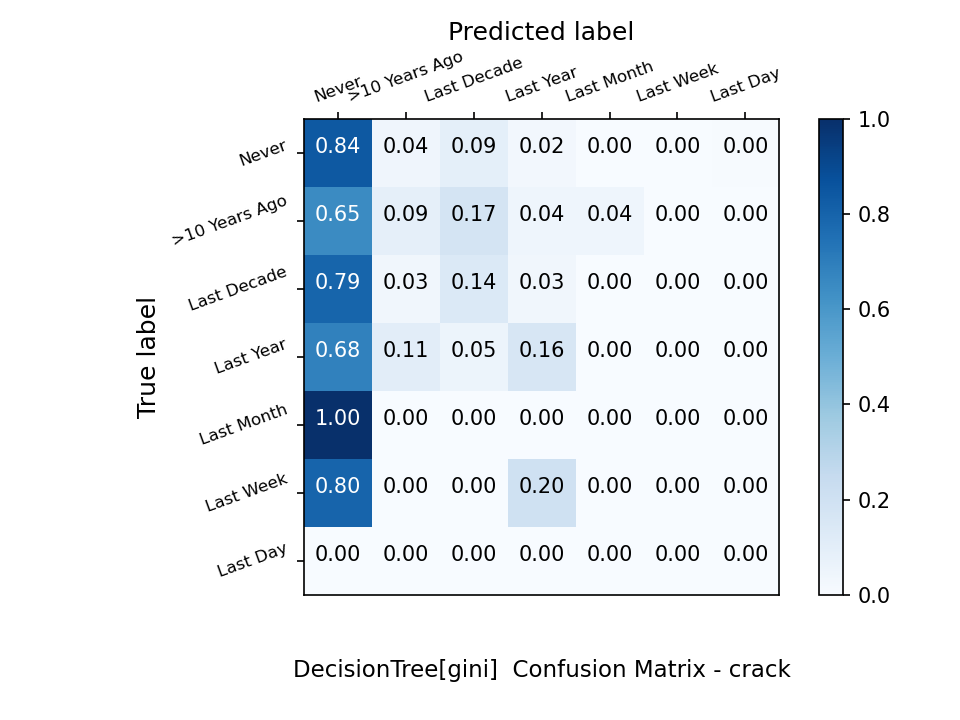 Predicted label
Never >10 Years Ago Last Decade Last Year Last Month Last Week Last Day
Never 0.84 0.04 0.09 0.02 0.00 0.00 0.00
>10 Years Ago 0.65 0.09 0.17 0.04 0.04 0.00 0.00
Last Decade 0.79 0.03 0.14 0.03 0.00 0.00 0.00
Last Year 0.68 0.11 0.05 0.16 0.00 0.00 0.00
Last Month 1.00 0.00 0.00 0.00 0.00 0.00 0.00
Last Week 0.80 0.00 0.00 0.20 0.00 0.00 0.00
Last Day 0.00 0.00 0.00 0.00 0.00 0.00 0.00
True label
1.0
0.8
0.6
0.4
0.2
0.0
DecisionTree[gini]  Confusion Matrix - crack